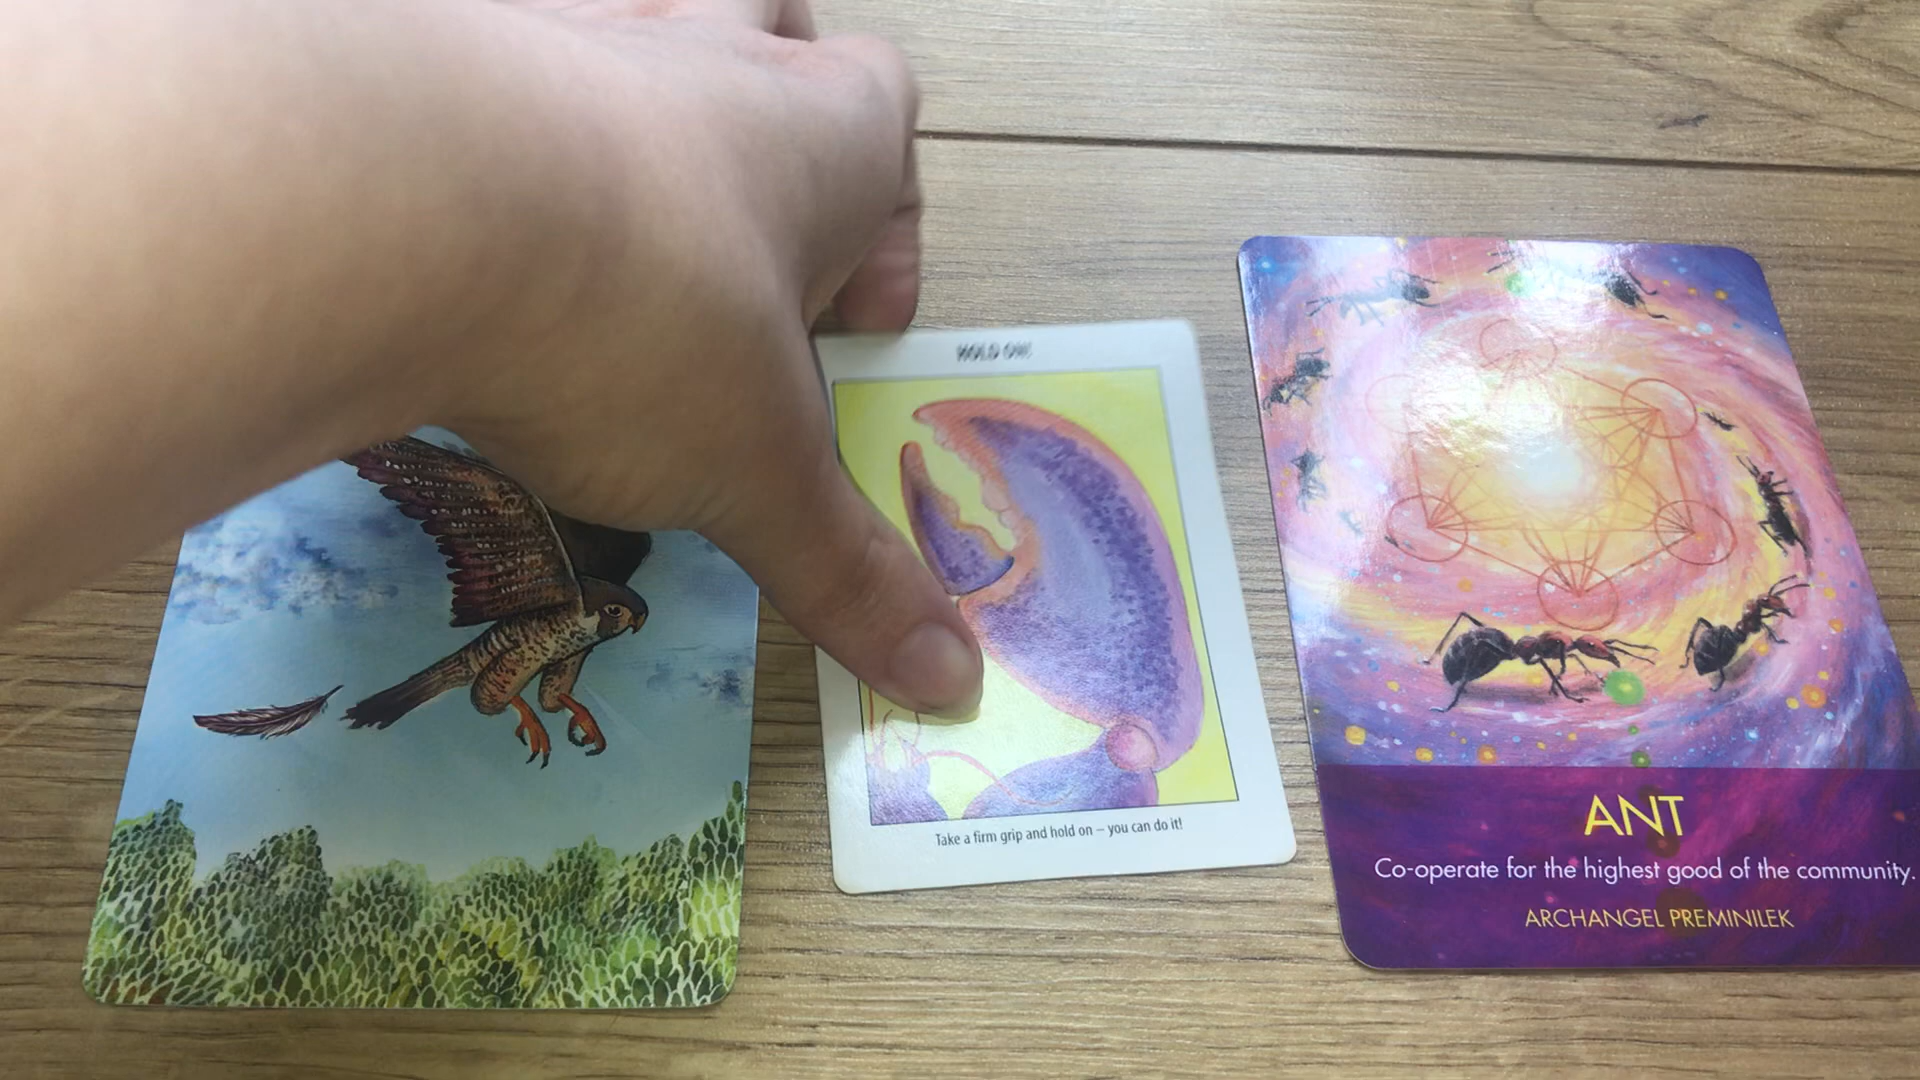 HOLD ON!
Take a firm grip and hold on – you can do it!
ANT
Co-operate for the highest good of the community.
ARCHANGEL PREMINILEK